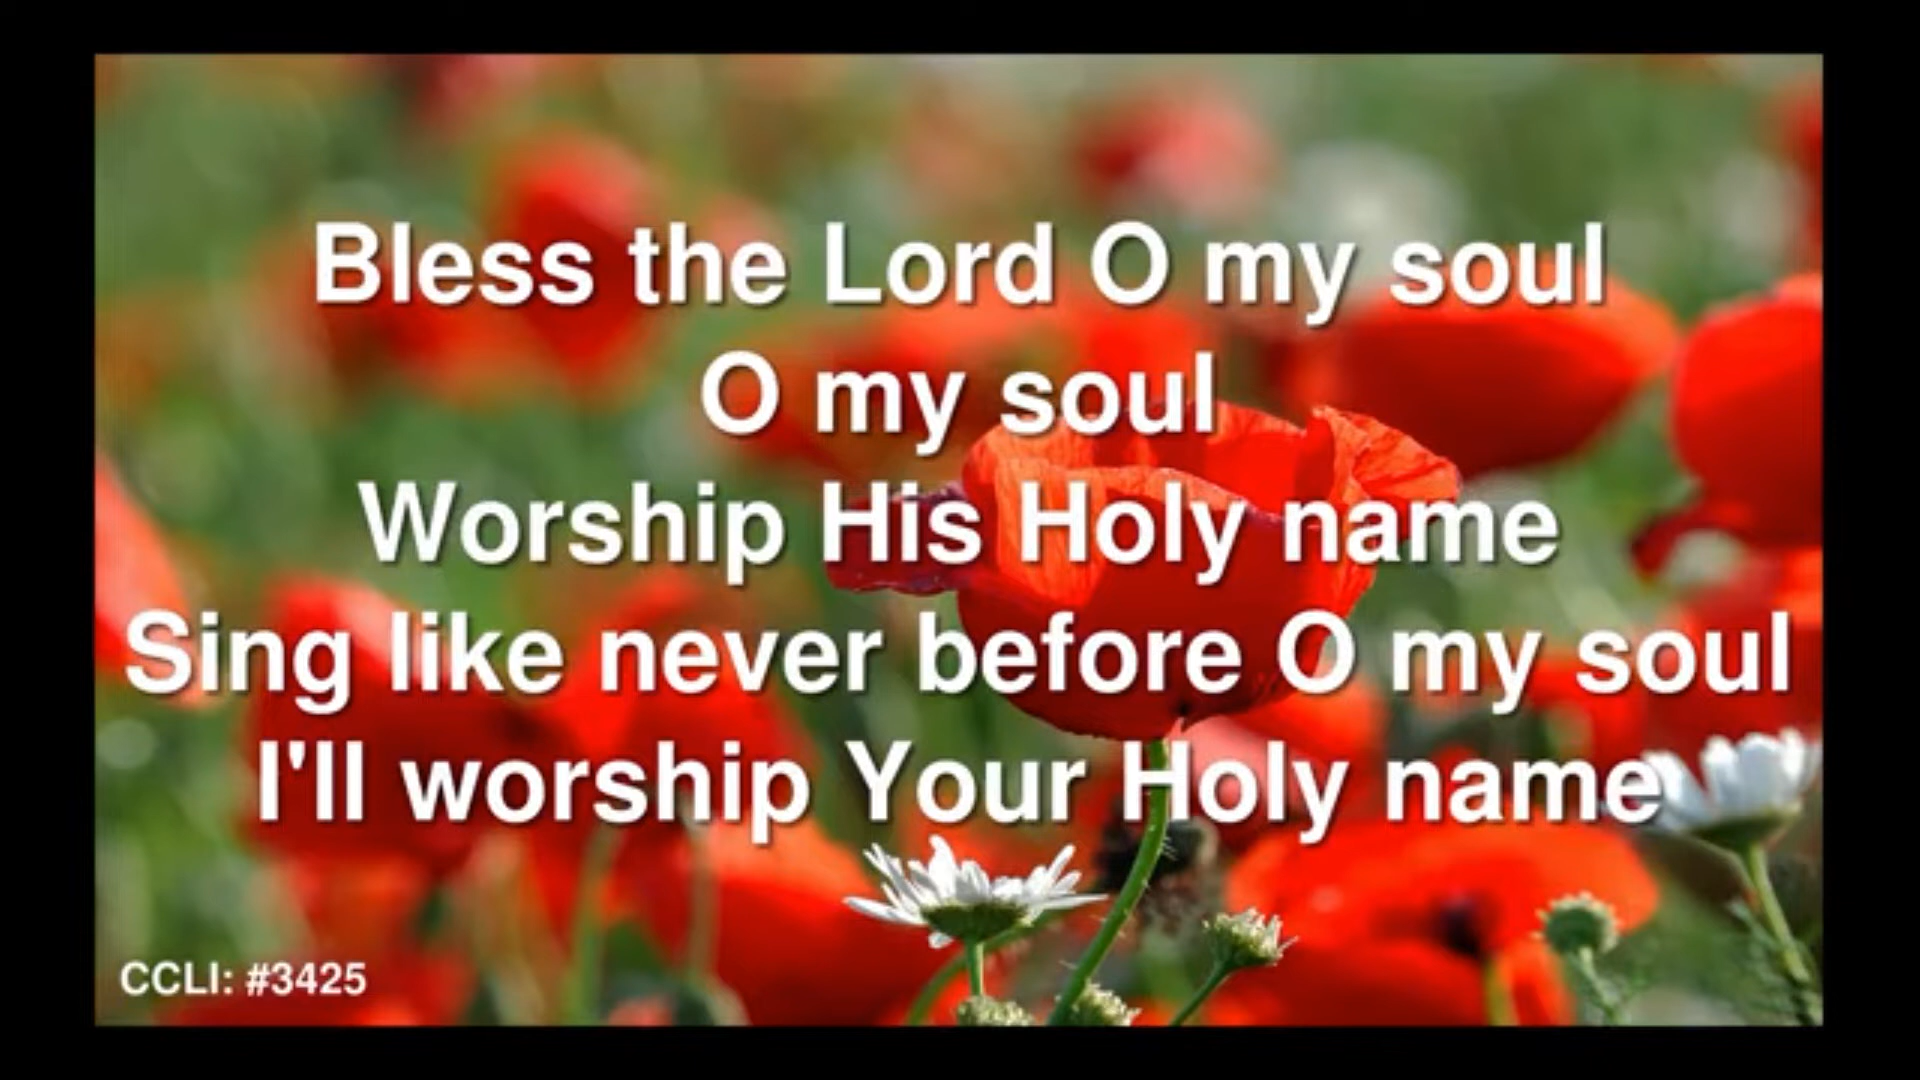 Bless the Lord O my soul
O my soul
Worship His Holy name
Sing like never before O my soul
I'll worship Your Holy name
CCLI: #3425